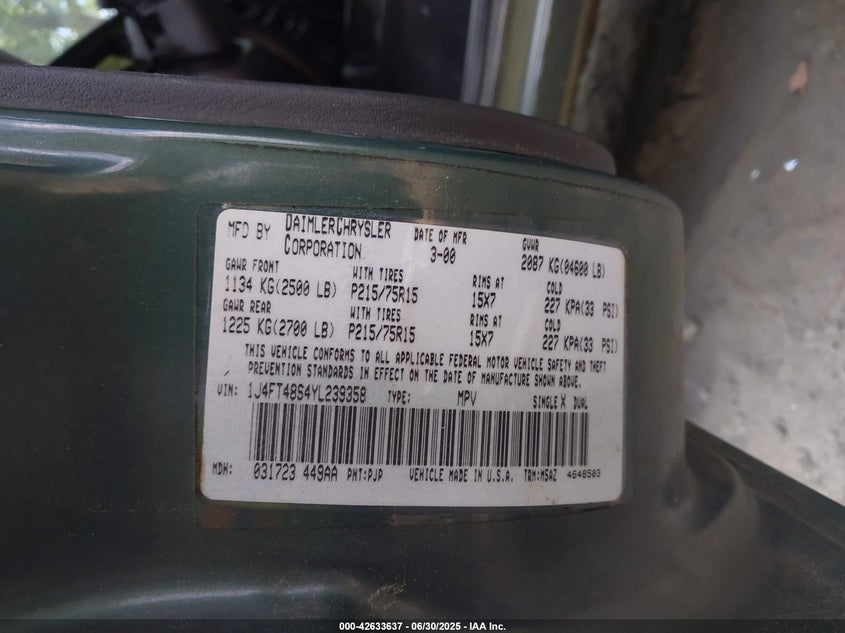 MFD BY DAIMLERCHRYSLER CORPORATION DATE OF MFR 3-00 GVWR 2087 KG(04600 LB)
GAWR FRONT WITH TIRES RIMS AT COLD
1134 KG(2500 LB) P215/75R15 15X7 227 KPA(33 PSI)
GAWR REAR WITH TIRES RIMS AT COLD
1225 KG(2700 LB) P215/75R15 15X7 227 KPA(33 PSI)
THIS VEHICLE CONFORMS TO ALL APPLICABLE FEDERAL MOTOR VEHICLE SAFETY AND THEFT
PREVENTION STANDARDS IN EFFECT ON THE DATE OF MANUFACTURE SHOWN ABOVE.
VIN: 1J4FT48S4YL239358 TYPE: MPV SINGLE X DUAL
MDH: 031723 449AA PNT:PJP VEHICLE MADE IN U.S.A. TRM:M5AZ 4648503
000-42633637 - 06/30/2025 - IAA Inc.